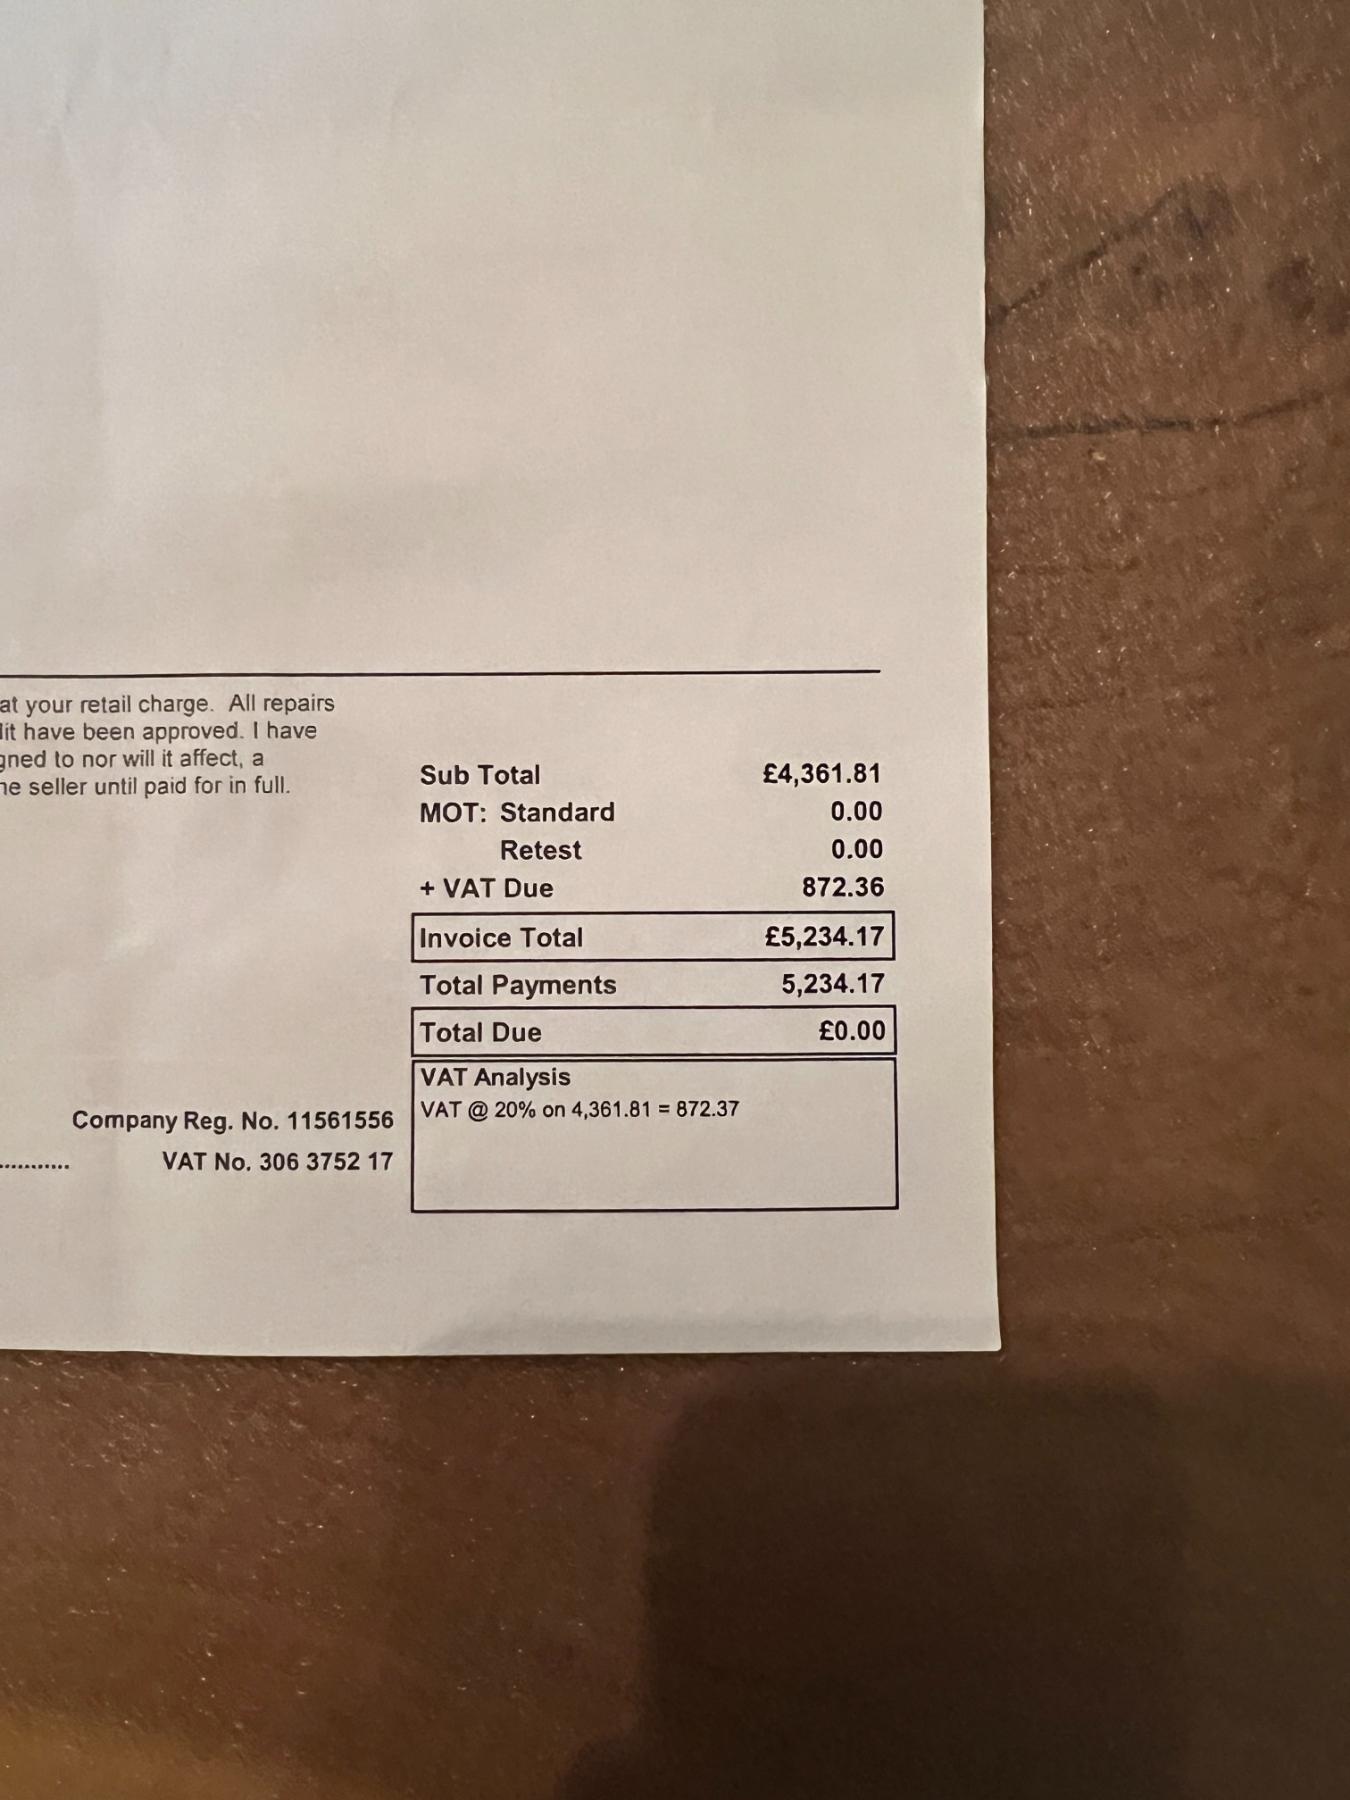 at your retail charge. All repairs
have been approved. I have
to nor will it affect, a
seller until paid for in full.
Sub Total £4,361.81
MOT: Standard 0.00
Retest 0.00
+ VAT Due 872.36
Invoice Total £5,234.17
Total Payments 5,234.17
Total Due £0.00
VAT Analysis
VAT @ 20% on 4,361.81 = 872.37
Company Reg. No. 11561556
............ VAT No. 306 3752 17